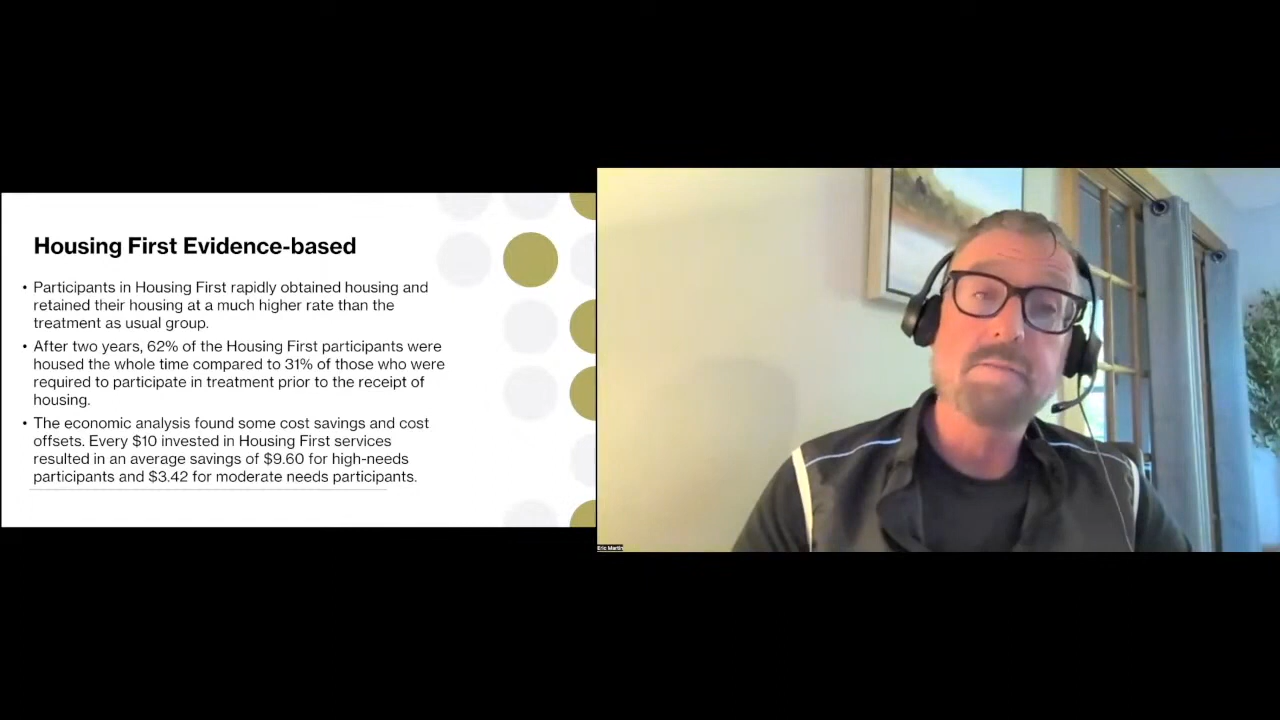 Housing First Evidence-based
• Participants in Housing First rapidly obtained housing and
retained their housing at a much higher rate than the
treatment as usual group.
• After two years, 62% of the Housing First participants were
housed the whole time compared to 31% of those who were
required to participate in treatment prior to the receipt of
housing.
• The economic analysis found some cost savings and cost
offsets. Every $10 invested in Housing First services
resulted in an average savings of $9.60 for high-needs
participants and $3.42 for moderate needs participants.
Eric Martin